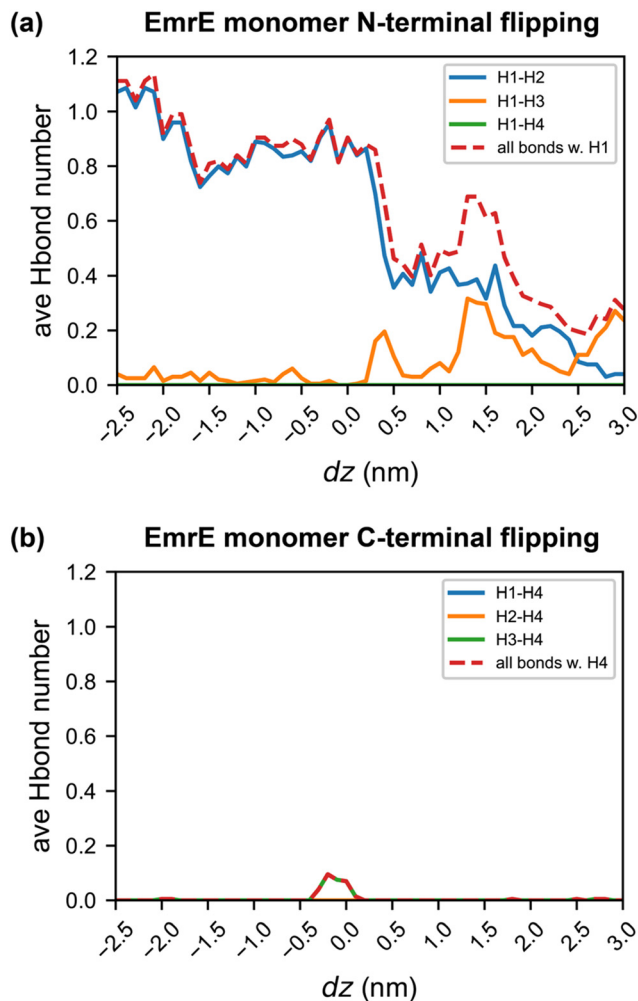 (a) EmrE monomer N-terminal flipping
1.2
1.0
0.8
0.6
0.4
0.2
0.0
ave Hbond number
H1-H2
H1-H3
H1-H4
all bonds w. H1
−2.5 −2.0 −1.5 −1.0 −0.5 0.0 0.5 1.0 1.5 2.0 2.5 3.0
dz (nm)
(b) EmrE monomer C-terminal flipping
1.2
1.0
0.8
0.6
0.4
0.2
0.0
ave Hbond number
H1-H4
H2-H4
H3-H4
all bonds w. H4
−2.5 −2.0 −1.5 −1.0 −0.5 0.0 0.5 1.0 1.5 2.0 2.5 3.0
dz (nm)